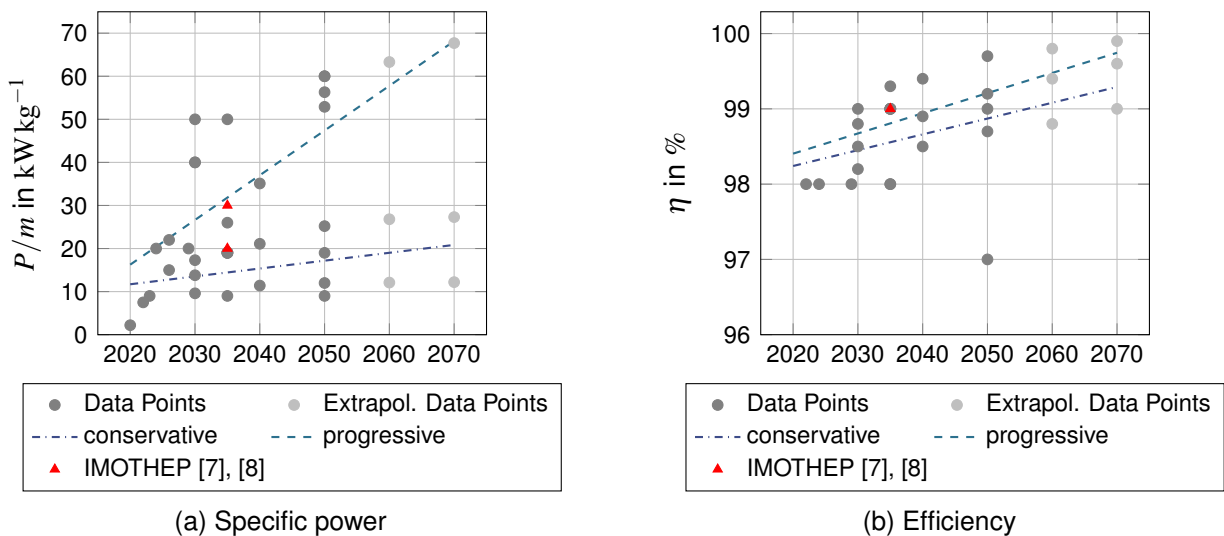 70
60
50
40
30
20
10
0
P/m in kW kg⁻¹
2020 2030 2040 2050 2060 2070
Data Points Extrapol. Data Points
conservative progressive
IMOTHEP [7], [8]
(a) Specific power
100
99
98
97
96
η in %
2020 2030 2040 2050 2060 2070
Data Points Extrapol. Data Points
conservative progressive
IMOTHEP [7], [8]
(b) Efficiency